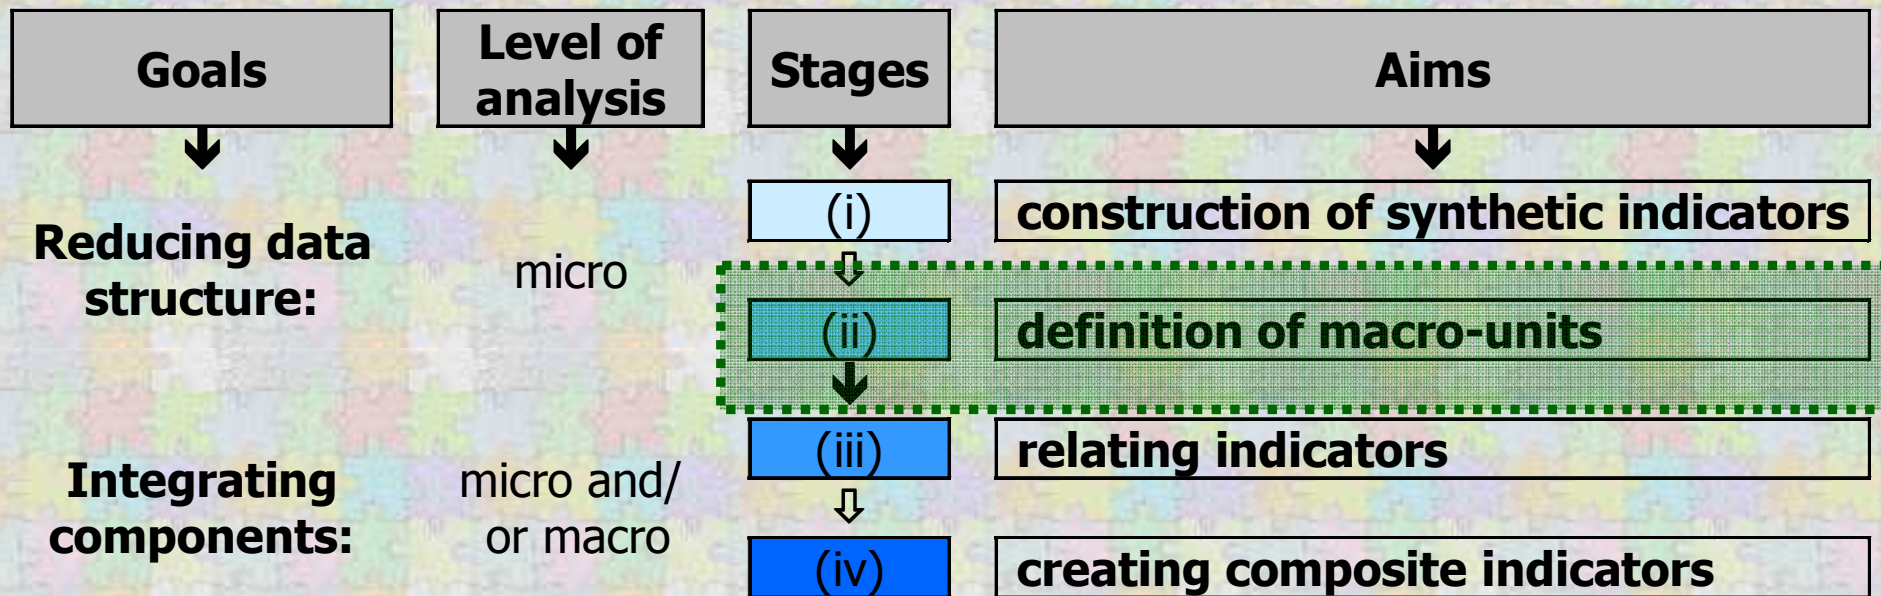 Goals
Level of
analysis
Stages
Aims
Reducing data
structure:
micro
(i)
construction of synthetic indicators
(ii)
definition of macro-units
Integrating
components:
micro and/
or macro
(iii)
relating indicators
(iv)
creating composite indicators